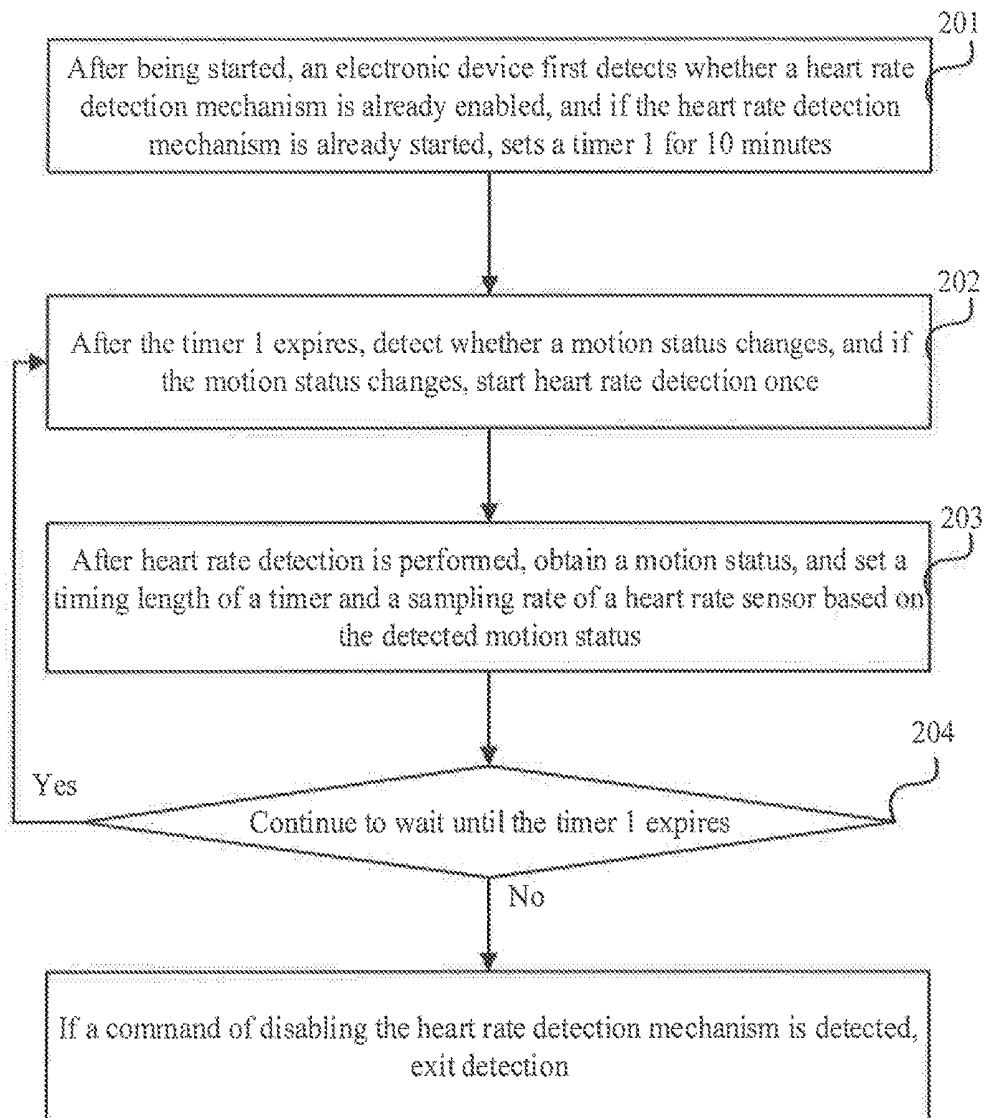 201
After being started, an electronic device first detects whether a heart rate
detection mechanism is already enabled, and if the heart rate detection
mechanism is already started, sets a timer 1 for 10 minutes
202
After the timer 1 expires, detect whether a motion status changes, and if
the motion status changes, start heart rate detection once
203
After heart rate detection is performed, obtain a motion status, and set a
timing length of a timer and a sampling rate of a heart rate sensor based on
the detected motion status
204
Yes
Continue to wait until the timer 1 expires
No
If a command of disabling the heart rate detection mechanism is detected,
exit detection